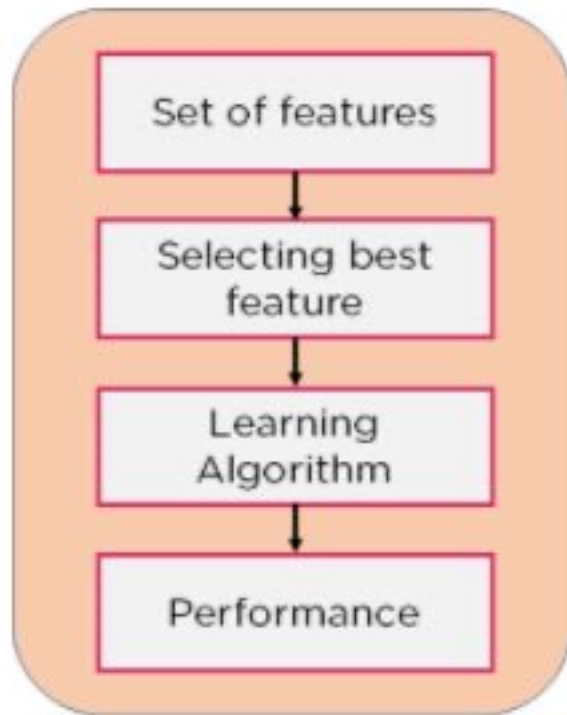 Set of features
Selecting best
feature
Learning
Algorithm
Performance